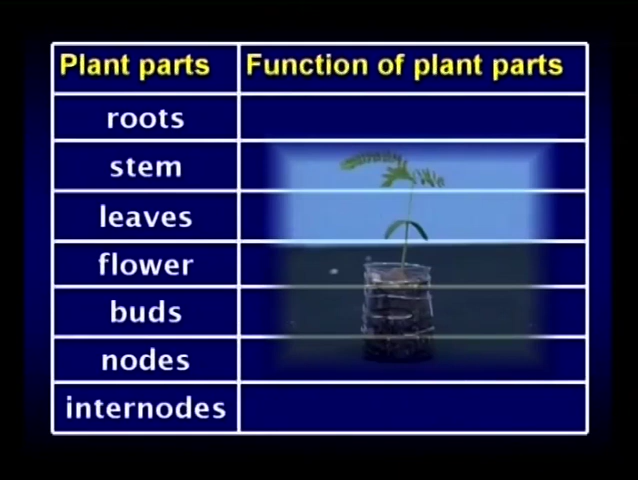 Plant parts Function of plant parts
roots
stem
leaves
flower
buds
nodes
internodes